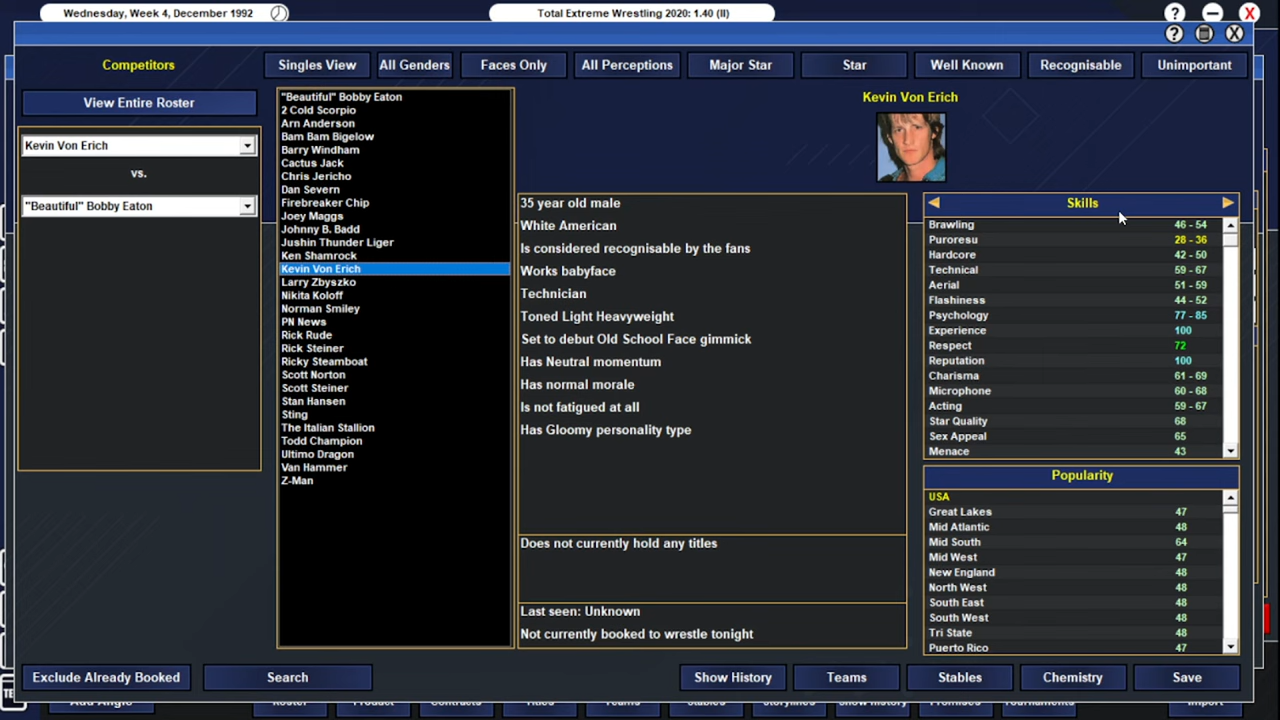 Wednesday, Week 4, December 1992
Total Extreme Wrestling 2020: 1.40 (II)
Competitors
Singles View
All Genders
Faces Only
All Perceptions
Major Star
Star
Well Known
Recognisable
Unimportant
View Entire Roster
Kevin Von Erich
vs.
"Beautiful" Bobby Eaton
"Beautiful" Bobby Eaton
2 Cold Scorpio
Arn Anderson
Bam Bam Bigelow
Barry Windham
Cactus Jack
Chris Jericho
Dan Severn
Firebreaker Chip
Joey Maggs
Johnny B. Badd
Jushin Thunder Liger
Ken Shamrock
Kevin Von Erich
Larry Zbyszko
Nikita Koloff
Norman Smiley
PN News
Rick Rude
Rick Steiner
Ricky Steamboat
Scott Norton
Scott Steiner
Stan Hansen
Sting
The Italian Stallion
Todd Champion
Ultimo Dragon
Van Hammer
Z-Man
Kevin Von Erich
35 year old male
White American
Is considered recognisable by the fans
Works babyface
Technician
Toned Light Heavyweight
Set to debut Old School Face gimmick
Has Neutral momentum
Has normal morale
Is not fatigued at all
Has Gloomy personality type
Does not currently hold any titles
Last seen: Unknown
Not currently booked to wrestle tonight
Skills
Brawling 46 - 54
Puroresu 28 - 36
Hardcore 42 - 50
Technical 59 - 67
Aerial 51 - 59
Flashiness 44 - 52
Psychology 77 - 85
Experience 100
Respect 72
Reputation 100
Charisma 61 - 69
Microphone 60 - 68
Acting 59 - 67
Star Quality 68
Sex Appeal 65
Menace 43
Popularity
USA
Great Lakes 47
Mid Atlantic 48
Mid South 64
Mid West 47
New England 48
North West 48
South East 48
South West 48
Tri State 48
Puerto Rico 47
Exclude Already Booked
Search
Show History
Teams
Stables
Chemistry
Save